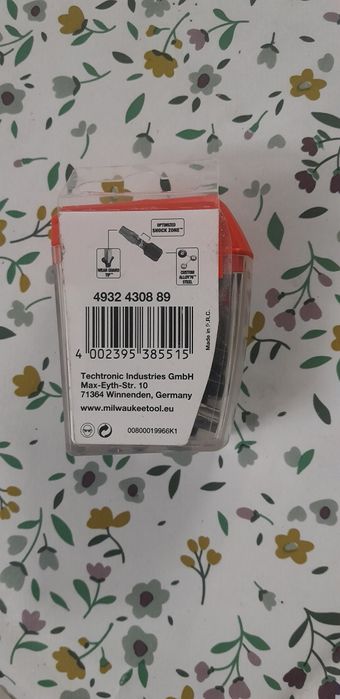 OPTIMIZED
SHOCK ZONE™
WEAR GUARD
TIP™
CUSTOM
ALLOY76™
STEEL
4932 4308 89
4 002395 385515
Made in P.R.C.
Techtronic Industries GmbH
Max-Eyth-Str. 10
71364 Winnenden, Germany
www.milwaukeetool.eu
00800019966K1